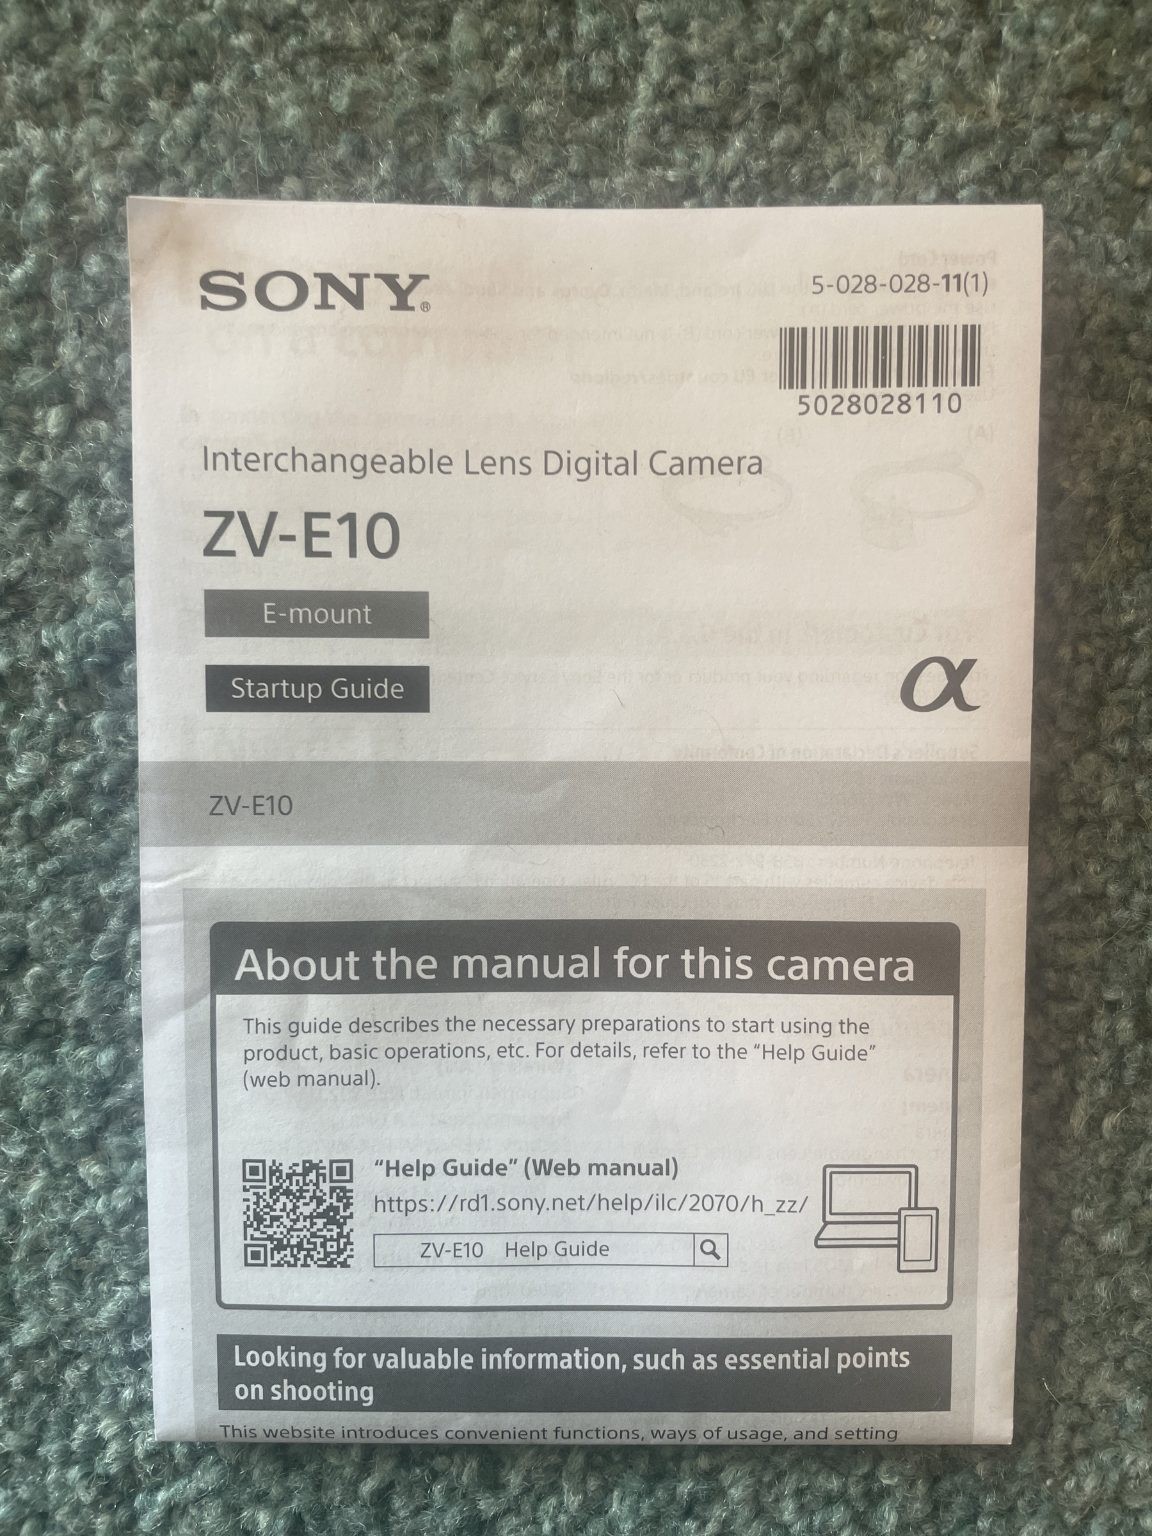 SONY®
5-028-028-11(1)
5028028110
Interchangeable Lens Digital Camera
ZV-E10
E-mount
Startup Guide
α
ZV-E10
About the manual for this camera
This guide describes the necessary preparations to start using the
product, basic operations, etc. For details, refer to the “Help Guide”
(web manual).
“Help Guide” (Web manual)
https://rd1.sony.net/help/ilc/2070/h_zz/
ZV-E10 Help Guide
Looking for valuable information, such as essential points
on shooting
This website introduces convenient functions, ways of usage, and setting